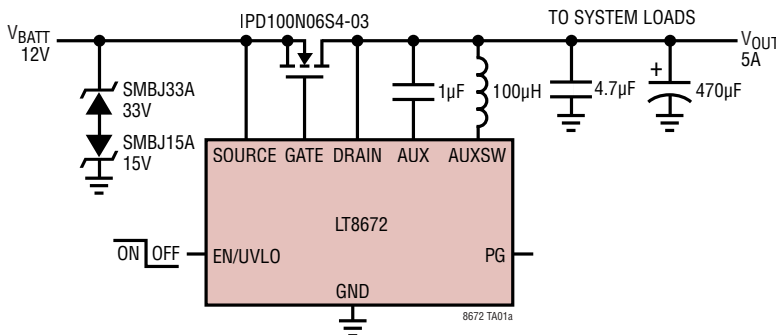 IPD100N06S4-03
TO SYSTEM LOADS
VBATT
12V
VOUT
5A
SMBJ33A
33V
1µF
100µH
4.7µF
+
470µF
SMBJ15A
15V
SOURCE GATE DRAIN AUX AUXSW
LT8672
ON OFF
EN/UVLO
PG
GND
8672 TA01a